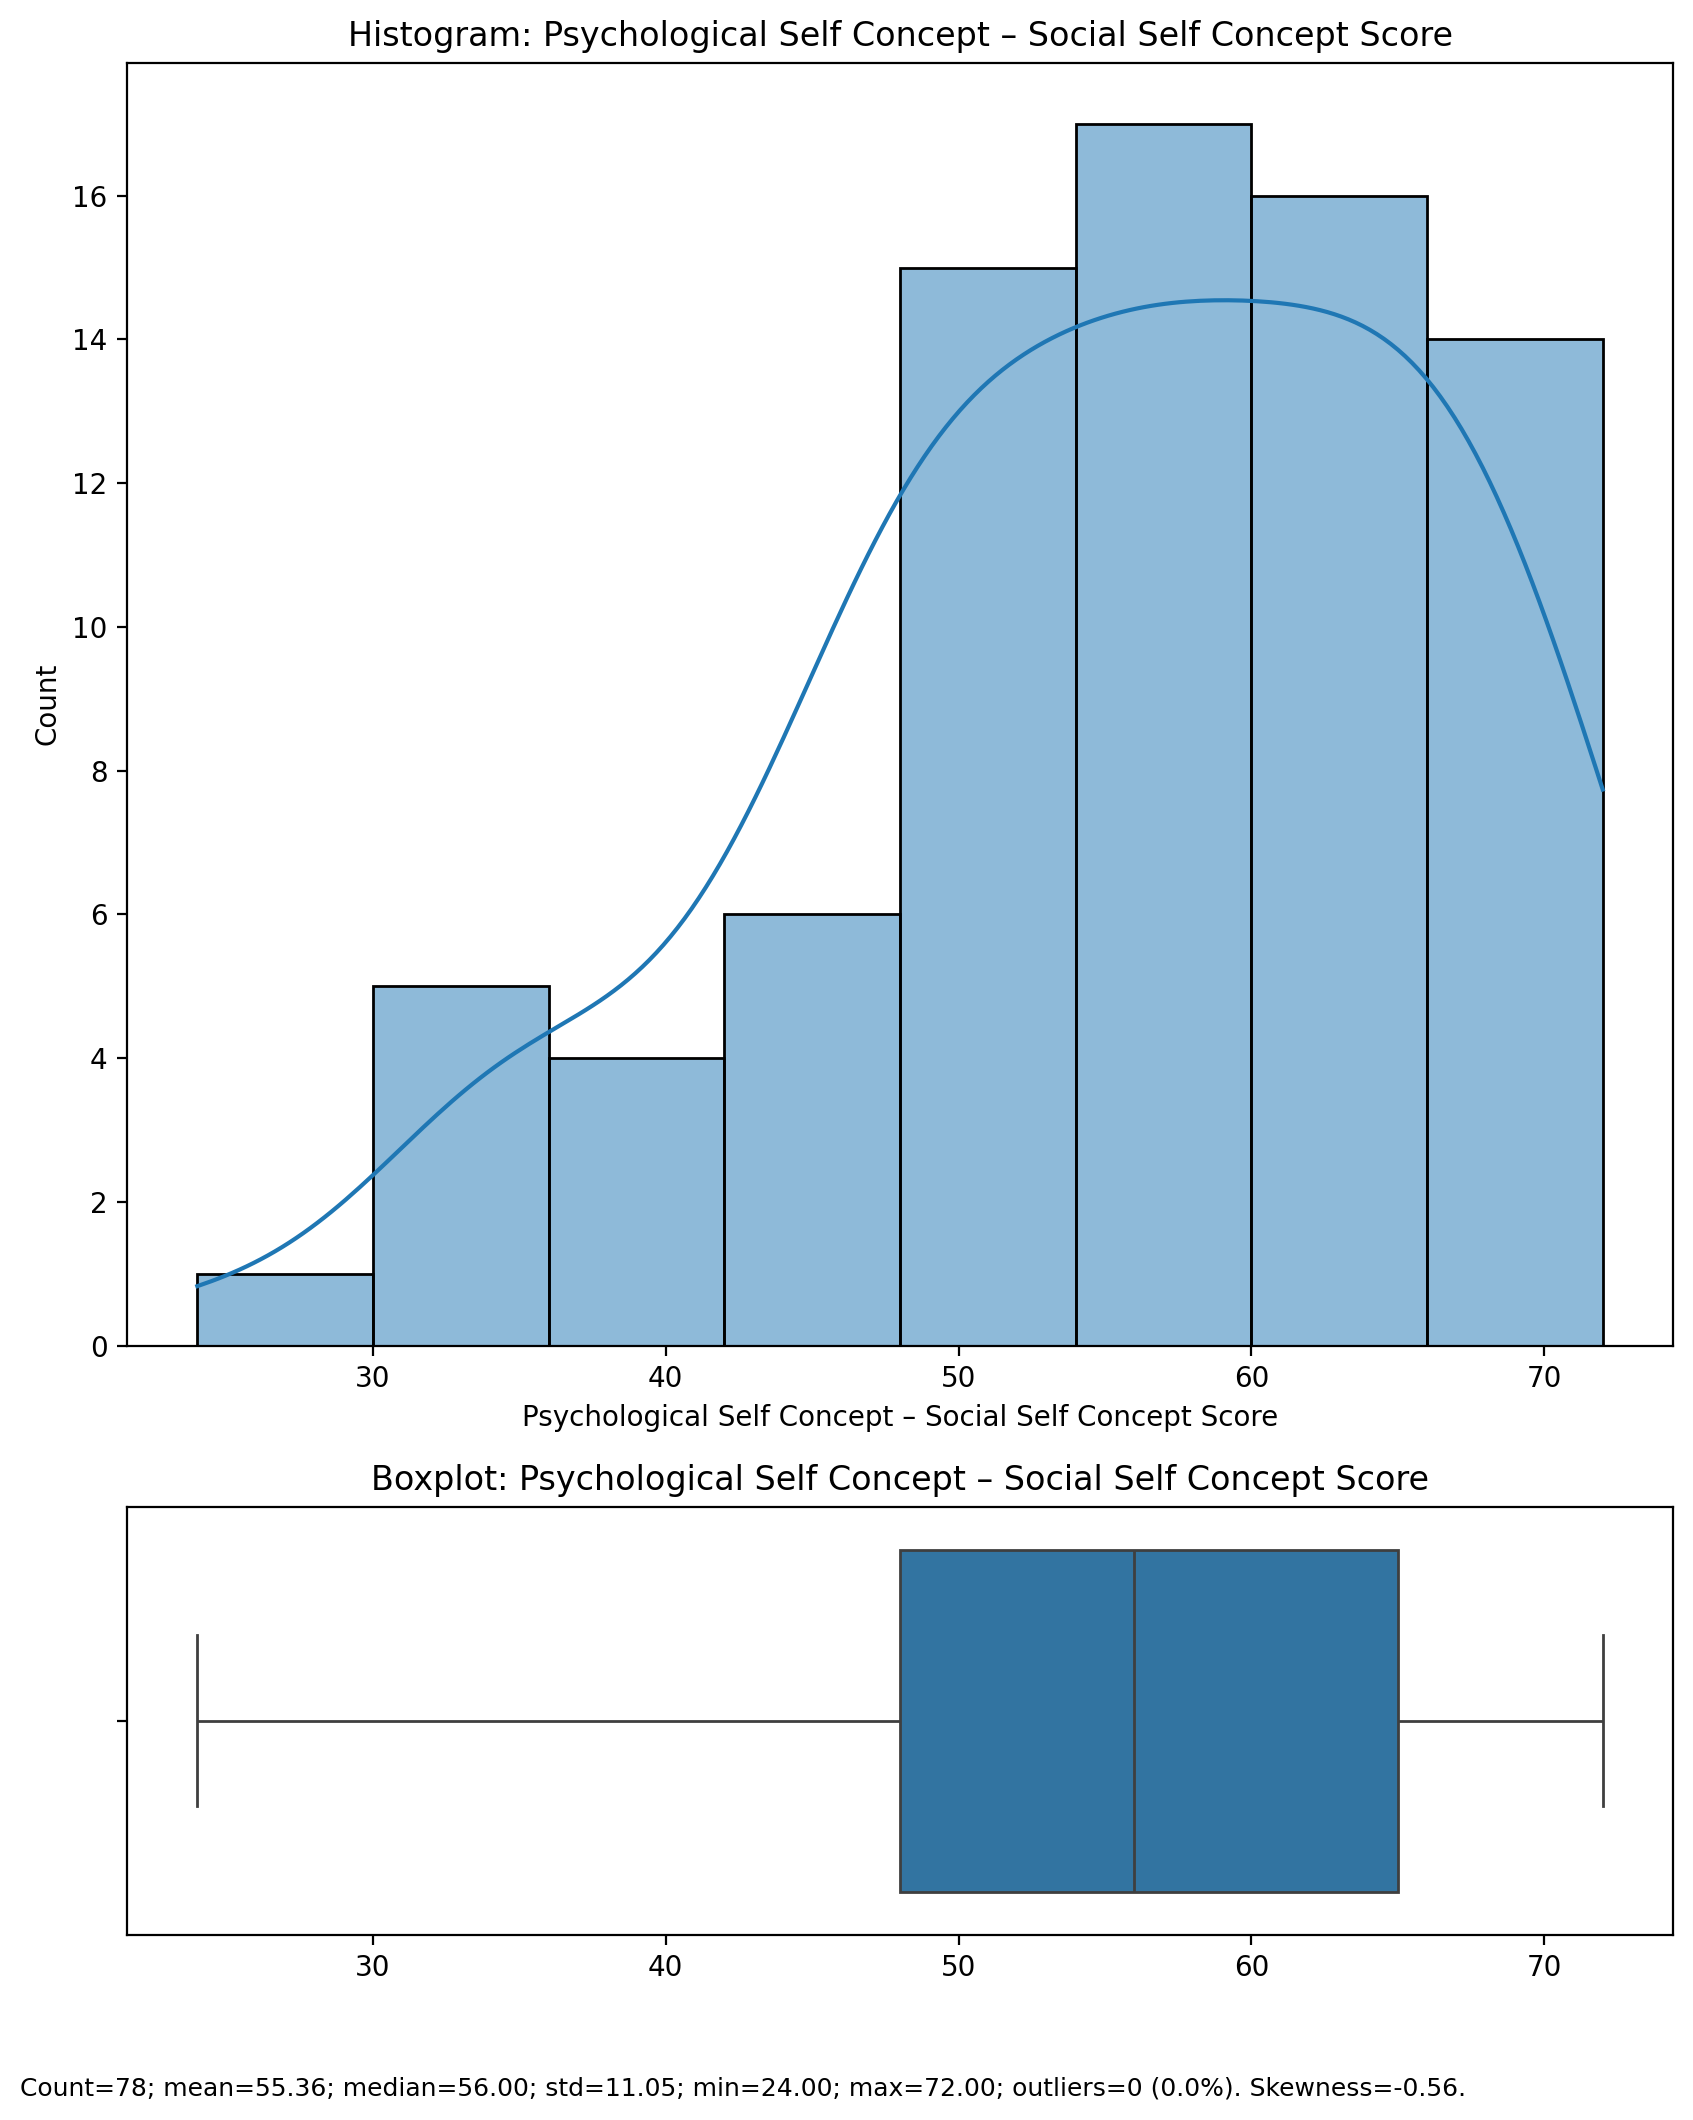 Histogram: Psychological Self Concept – Social Self Concept Score
16
14
12
10
8
6
4
2
0
Count
30 40 50 60 70
Psychological Self Concept – Social Self Concept Score
Boxplot: Psychological Self Concept – Social Self Concept Score
30 40 50 60 70
Count=78; mean=55.36; median=56.00; std=11.05; min=24.00; max=72.00; outliers=0 (0.0%). Skewness=-0.56.